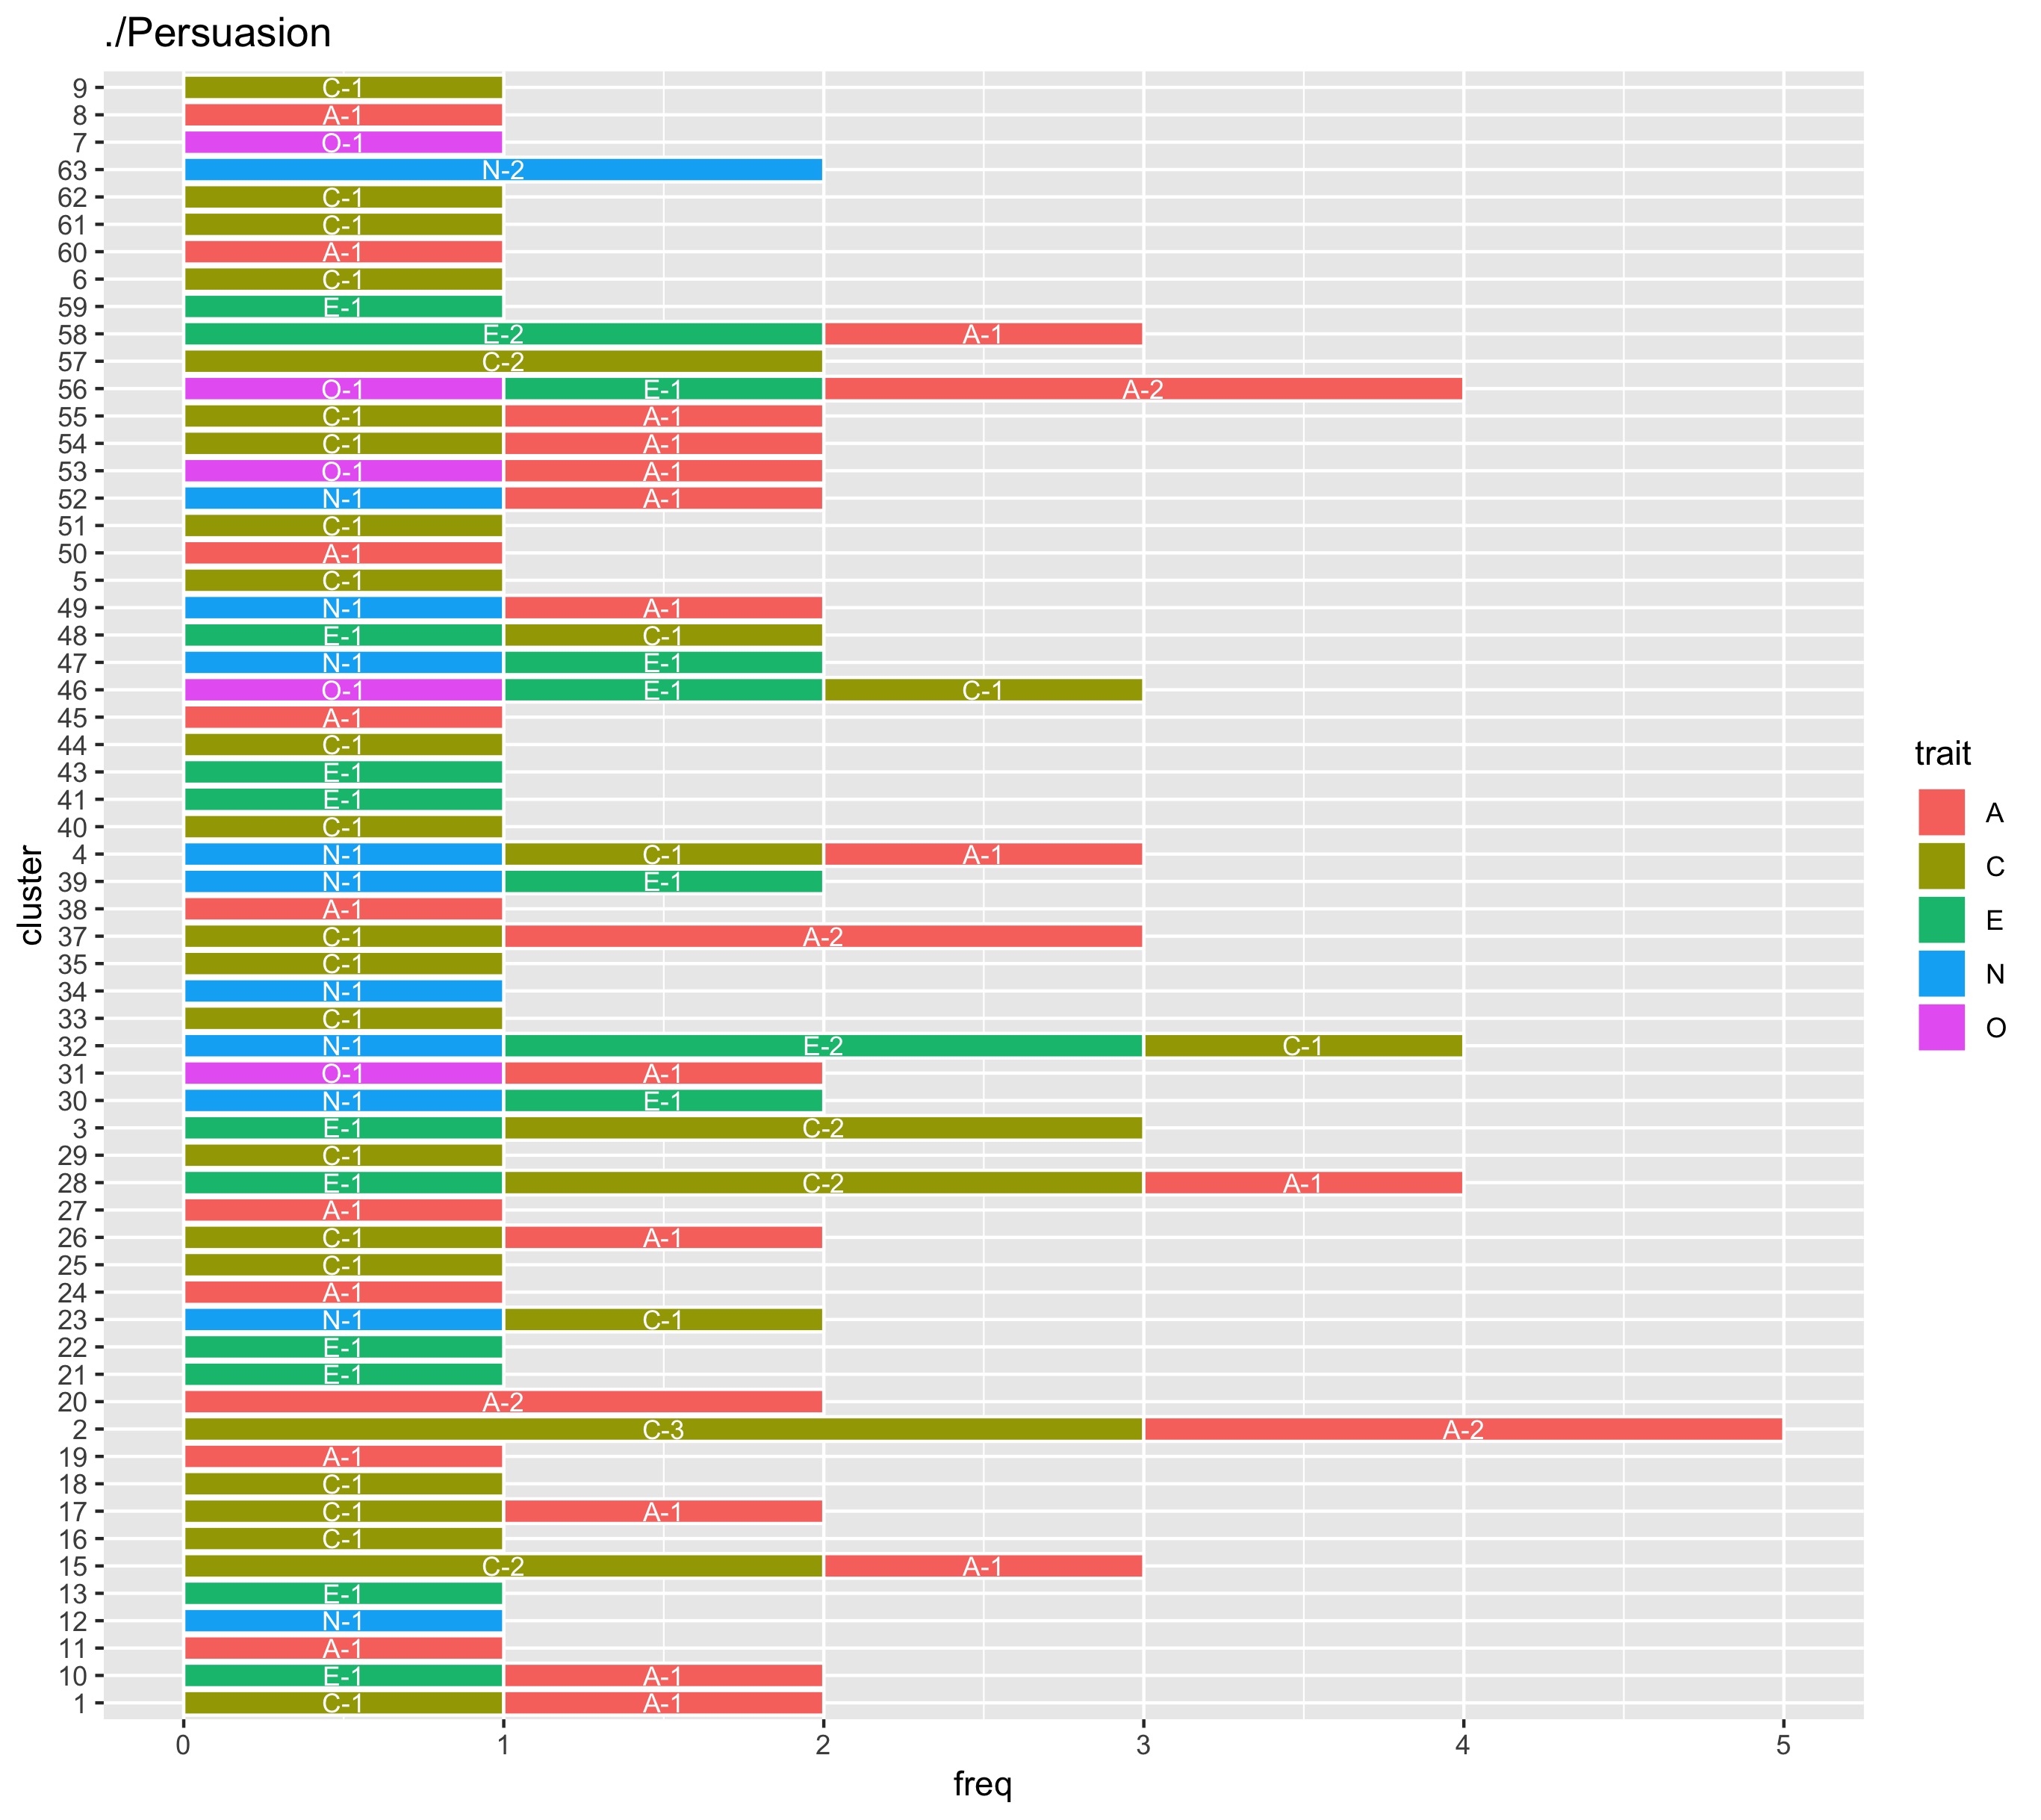 ./Persuasion
9 C-1
8 A-1
7 O-1
63 N-2
62 C-1
61 C-1
60 A-1
6 C-1
59 E-1
58 E-2 A-1
57 C-2
56 O-1 E-1 A-2
55 C-1 A-1
54 C-1 A-1
53 O-1 A-1
52 N-1 A-1
51 C-1
50 A-1
5 C-1
49 N-1 A-1
48 E-1 C-1
47 N-1 E-1
46 O-1 E-1 C-1
45 A-1
44 C-1
43 E-1
41 E-1
40 C-1
4 N-1 C-1 A-1
39 N-1 E-1
38 A-1
37 C-1 A-2
35 C-1
34 N-1
33 C-1
32 N-1 E-2 C-1
31 O-1 A-1
30 N-1 E-1
3 E-1 C-2
29 C-1
28 E-1 C-2 A-1
27 A-1
26 C-1 A-1
25 C-1
24 A-1
23 N-1 C-1
22 E-1
21 E-1
20 A-2
2 C-3 A-2
19 A-1
18 C-1
17 C-1 A-1
16 C-1
15 C-2 A-1
13 E-1
12 N-1
11 A-1
10 E-1 A-1
1 C-1 A-1
0 1 2 3 4 5
freq
cluster
trait
A
C
E
N
O